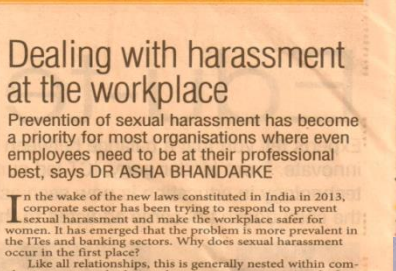 Dealing with harassment
at the workplace
Prevention of sexual harassment has become
a priority for most organisations where even
employees need to be at their professional
best, says DR ASHA BHANDARKE
In the wake of the new laws constituted in India in 2013,
corporate sector has been trying to respond to prevent
sexual harassment and make the workplace safer for
women. It has emerged that the problem is more prevalent in
the ITes and banking sectors. Why does sexual harassment
occur in the first place?
Like all relationships, this is generally nested within com-